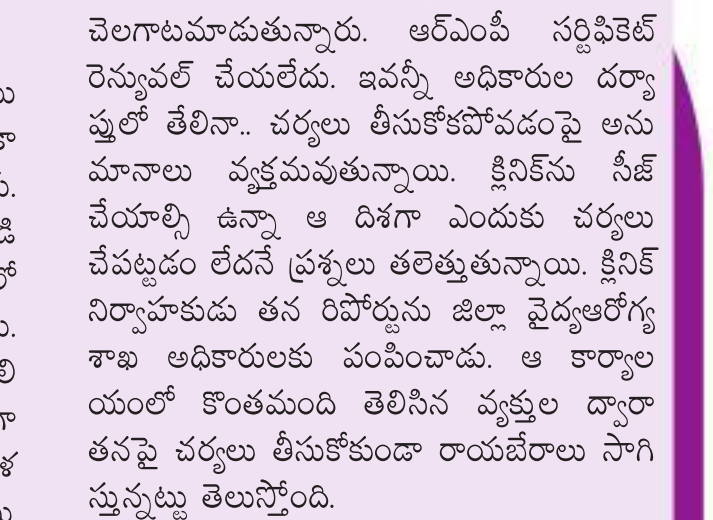 చెలగాటమాడుతున్నారు. ఆర్ఎంపీ సర్టిఫికెట్
రెన్యువల్ చేయలేదు. ఇవన్నీ అధికారుల దర్యా
ప్తులో తేలినా.. చర్యలు తీసుకోకపోవడంపై అను
మానాలు వ్యక్తమవుతున్నాయి. క్లినిక్‌ను సీజ్
చేయాల్సి ఉన్నా ఆ దిశగా ఎందుకు చర్యలు
చేపట్టడం లేదనే ప్రశ్నలు తలెత్తుతున్నాయి. క్లినిక్
నిర్వాహకుడు తన రిపోర్టును జిల్లా వైద్యఆరోగ్య
శాఖ అధికారులకు పంపించాడు. ఆ కార్యాల
యంలో కొంతమంది తెలిసిన వ్యక్తుల ద్వారా
తనపై చర్యలు తీసుకోకుండా రాయబేరాలు సాగి
స్తున్నట్టు తెలుస్తోంది.